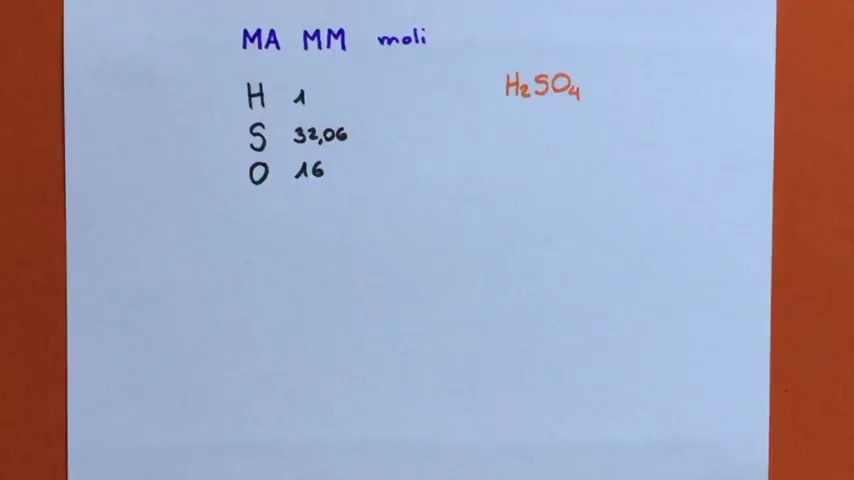 MA MM moli
H 1
H₂SO₄
S 32,06
O 16